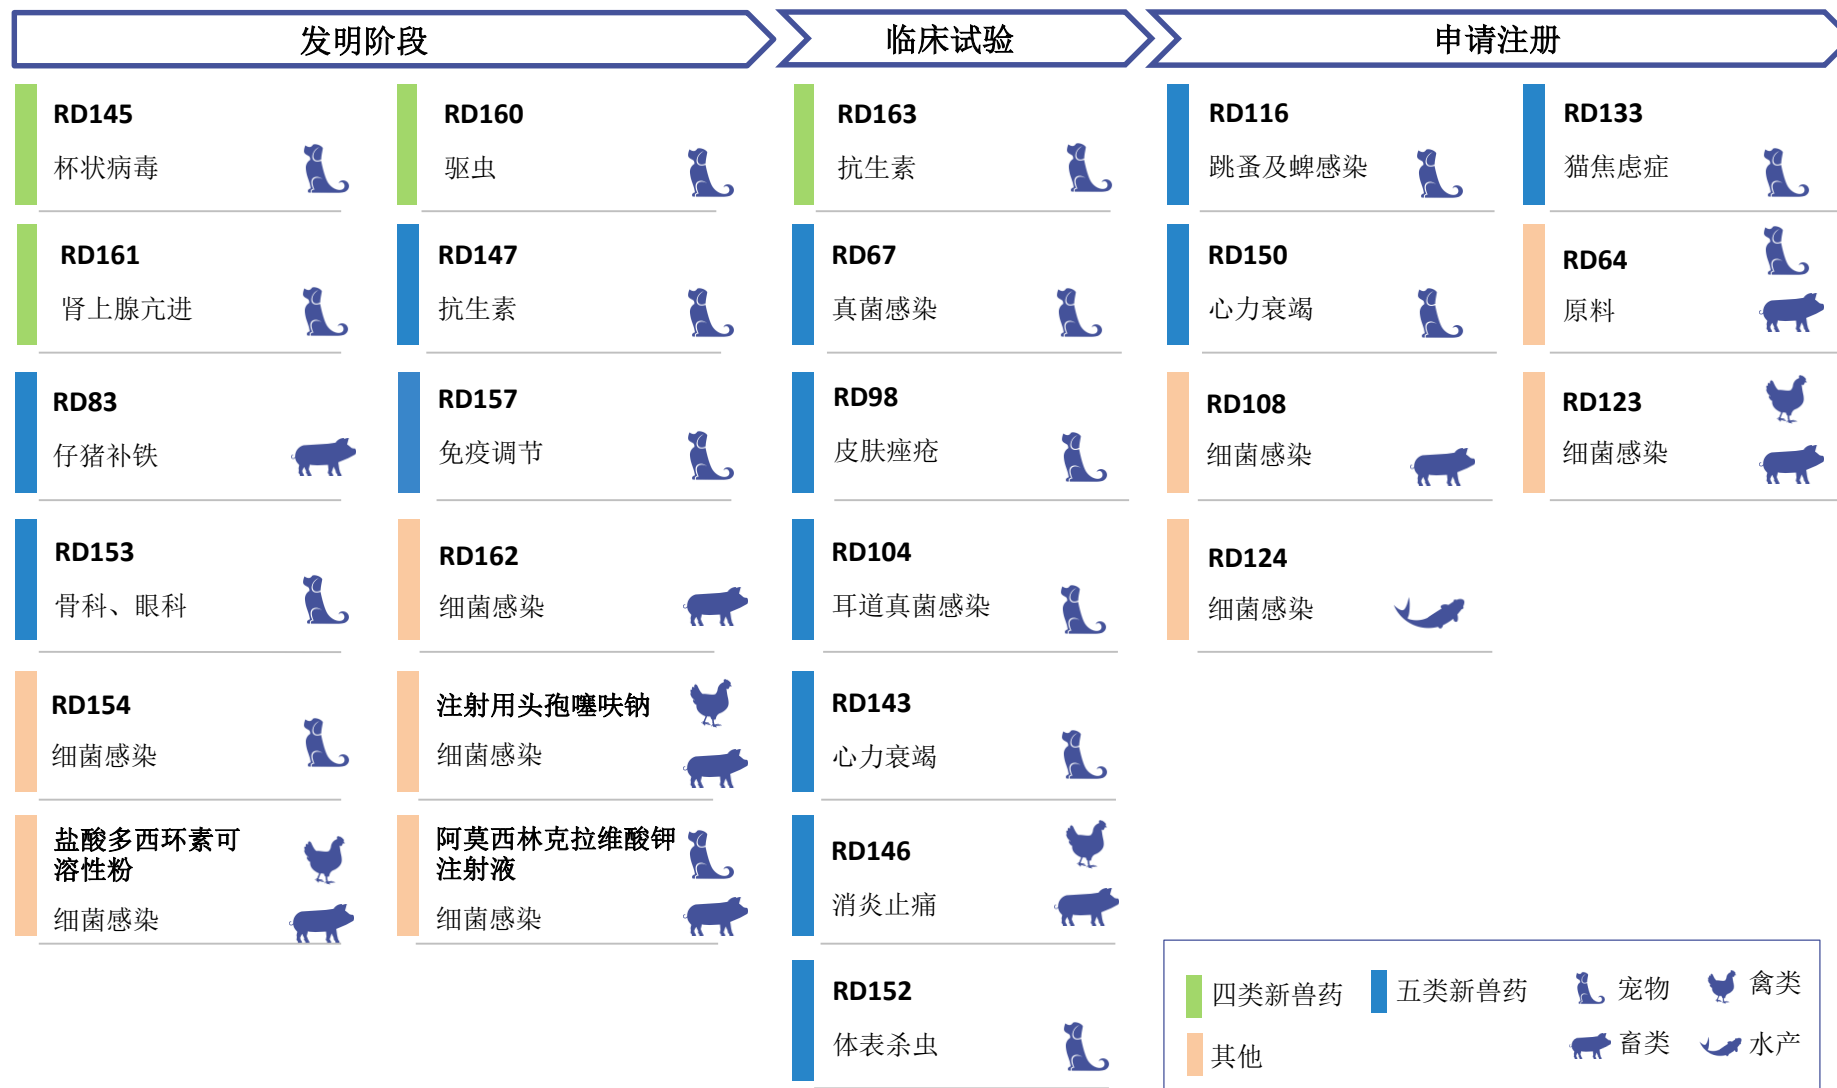 发明阶段
临床试验
申请注册
RD145
杯状病毒
RD160
驱虫
RD163
抗生素
RD116
跳蚤及蜱感染
RD133
猫焦虑症
RD161
肾上腺亢进
RD147
抗生素
RD67
真菌感染
RD150
心力衰竭
RD64
原料
RD83
仔猪补铁
RD157
免疫调节
RD98
皮肤痤疮
RD108
细菌感染
RD123
细菌感染
RD153
骨科、眼科
RD162
细菌感染
RD104
耳道真菌感染
RD124
细菌感染
RD154
细菌感染
注射用头孢噻呋钠
细菌感染
RD143
心力衰竭
盐酸多西环素可
溶性粉
细菌感染
阿莫西林克拉维酸钾
注射液
细菌感染
RD146
消炎止痛
RD152
体表杀虫
四类新兽药
五类新兽药
宠物
禽类
其他
畜类
水产